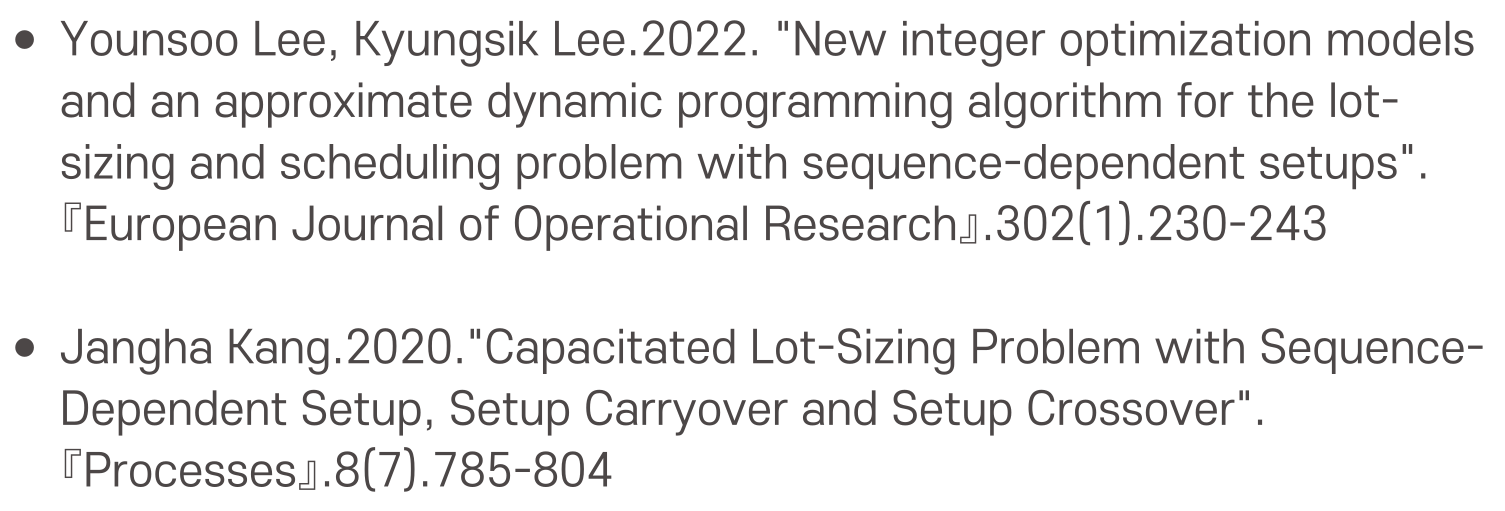 • Younsoo Lee, Kyungsik Lee.2022. "New integer optimization models
and an approximate dynamic programming algorithm for the lot-
sizing and scheduling problem with sequence-dependent setups".
『European Journal of Operational Research』.302(1).230-243
• Jangha Kang.2020."Capacitated Lot-Sizing Problem with Sequence-
Dependent Setup, Setup Carryover and Setup Crossover".
『Processes』.8(7).785-804